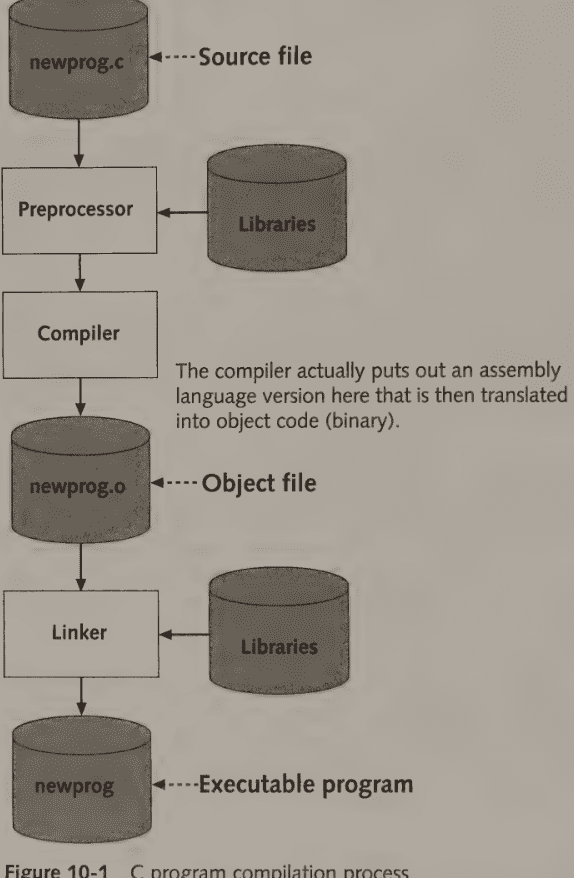 newprog.c
Source file
Preprocessor
Libraries
Compiler
The compiler actually puts out an assembly
language version here that is then translated
into object code (binary).
newprog.o
Object file
Linker
Libraries
newprog
Executable program
Figure 10-1 C program compilation process